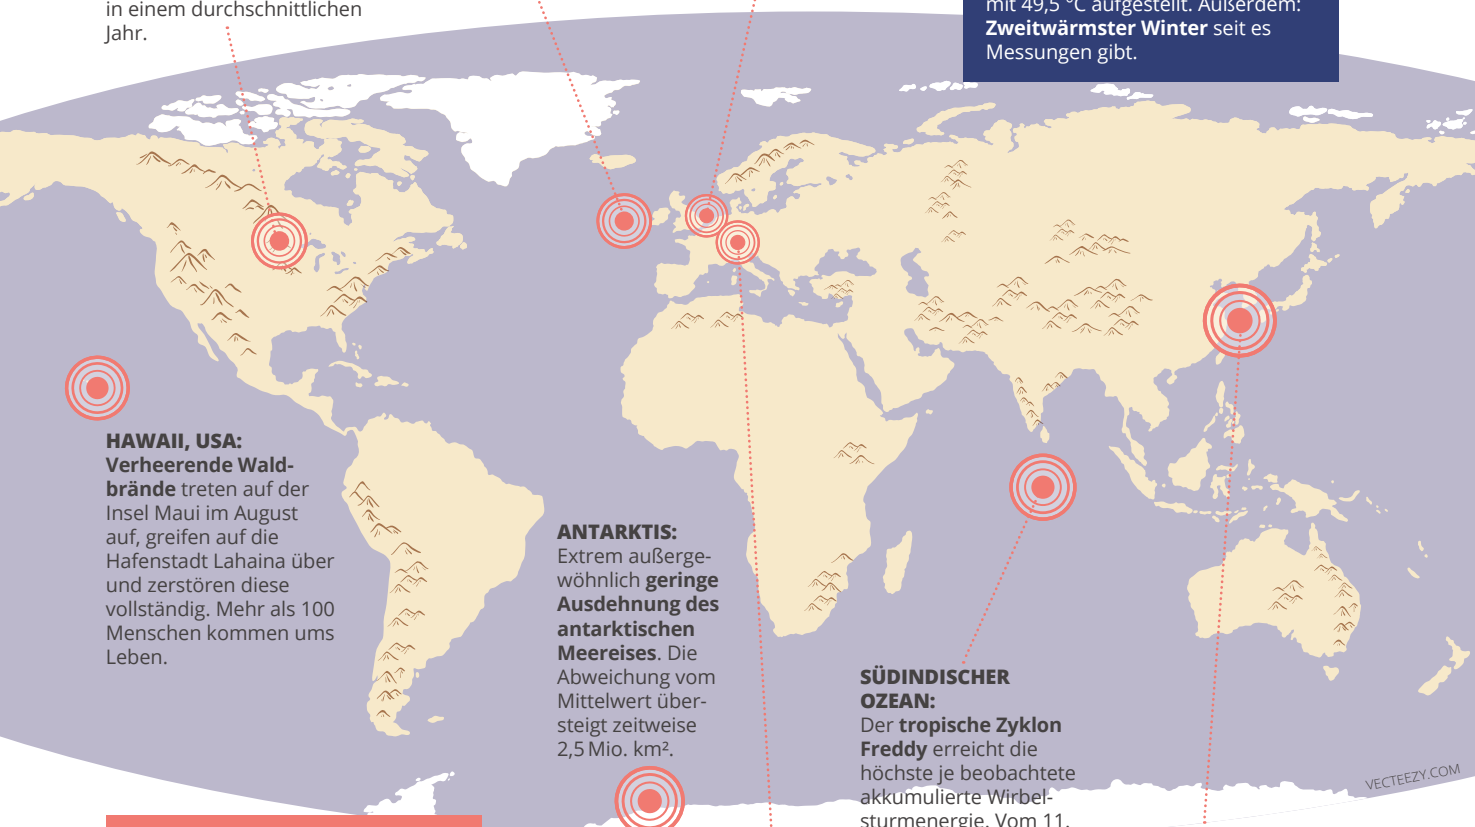 in einem durchschnittlichen
Jahr.
mit 49,5 °C aufgestellt. Außerdem:
Zweitwärmster Winter seit es
Messungen gibt.
HAWAII, USA:
Verheerende Wald-
brände treten auf der
Insel Maui im August
auf, greifen auf die
Hafenstadt Lahaina über
und zerstören diese
vollständig. Mehr als 100
Menschen kommen ums
Leben.
ANTARKTIS:
Extrem außerge-
wöhnlich geringe
Ausdehnung des
antarktischen
Meereises. Die
Abweichung vom
Mittelwert über-
steigt zeitweise
2,5 Mio. km².
SÜDINDISCHER
OZEAN:
Der tropische Zyklon
Freddy erreicht die
höchste je beobachtete
akkumulierte Wirbel-
sturmenergie. Vom 11.
VECTEEZY.COM